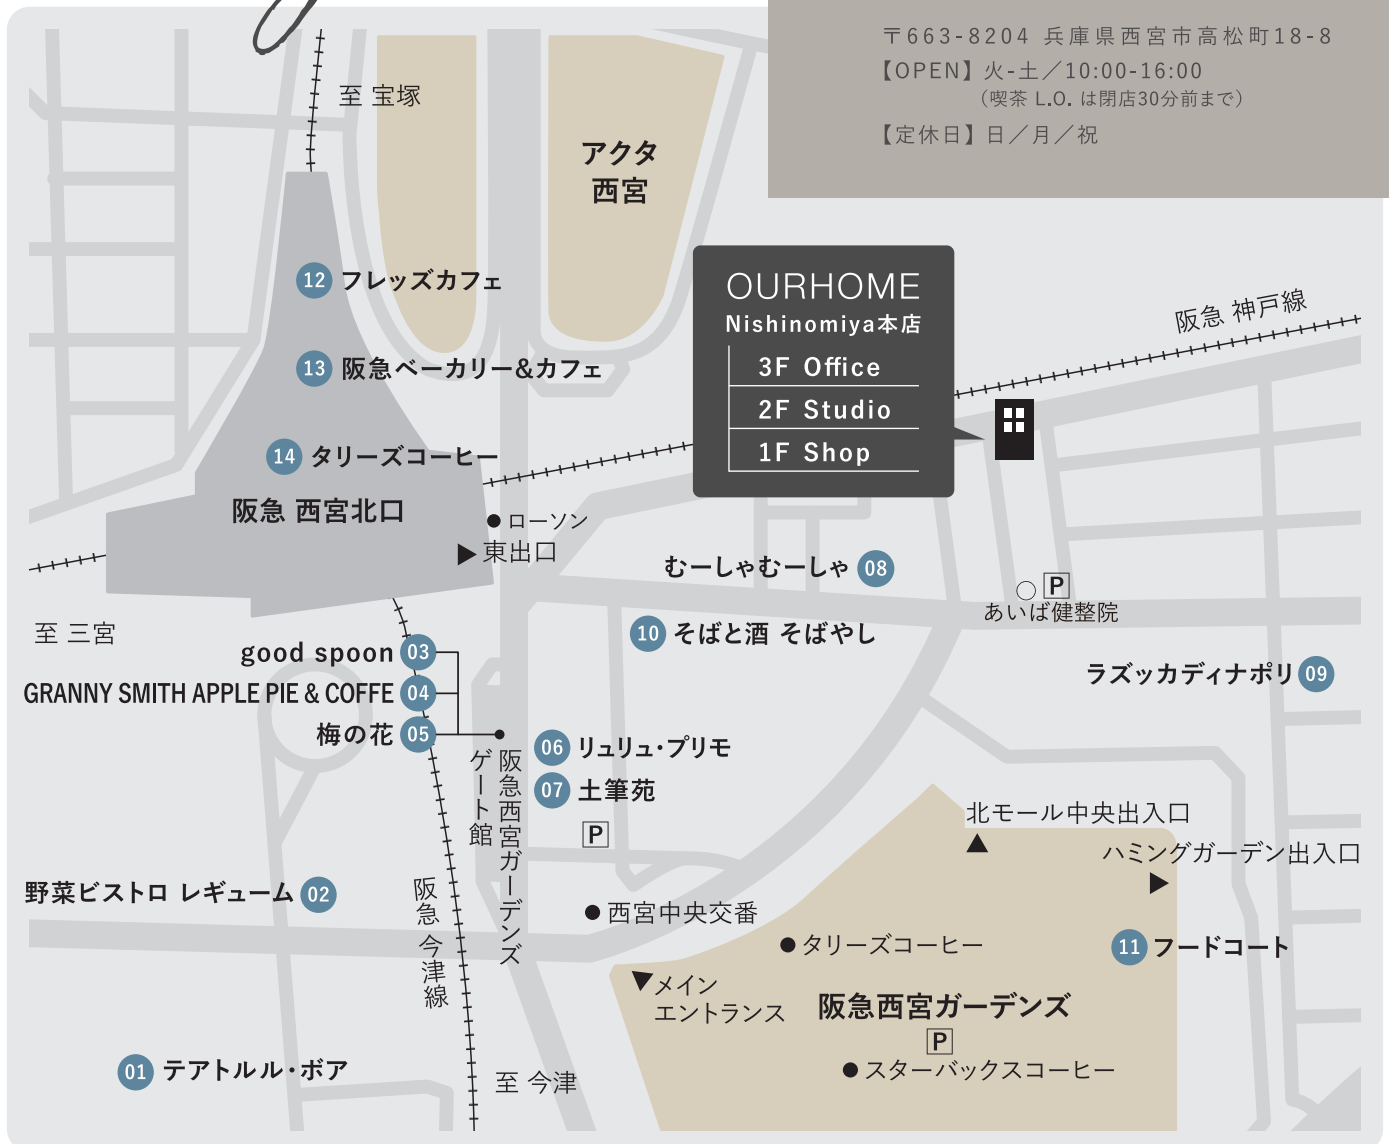 〒663-8204 兵庫県西宮市高松町18-8
【OPEN】火-土／10:00-16:00
（喫茶 L.O. は閉店30分前まで）
【定休日】日／月／祝
至 宝塚
アクタ
西宮
12 フレッズカフェ
13 阪急ベーカリー&カフェ
14 タリーズコーヒー
阪急 西宮北口
OURHOME
Nishinomiya本店
3F Office
2F Studio
1F Shop
阪急 神戸線
ローソン
東出口
至 三宮
むーしゃむーしゃ 08
10 そばと酒 そばやし
P
あいば健整院
ラズッカディナポリ 09
good spoon 03
GRANNY SMITH APPLE PIE & COFFE 04
梅の花 05
阪急西宮ガーデンズ
ゲート館
06 リュリュ・プリモ
07 土筆苑
P
北モール中央出入口
ハミングガーデン出入口
野菜ビストロ レギューム 02
阪急 今津線
西宮中央交番
タリーズコーヒー
11 フードコート
メイン
エントランス
阪急西宮ガーデンズ
P
スターバックスコーヒー
01 テアトルル・ボア
至 今津